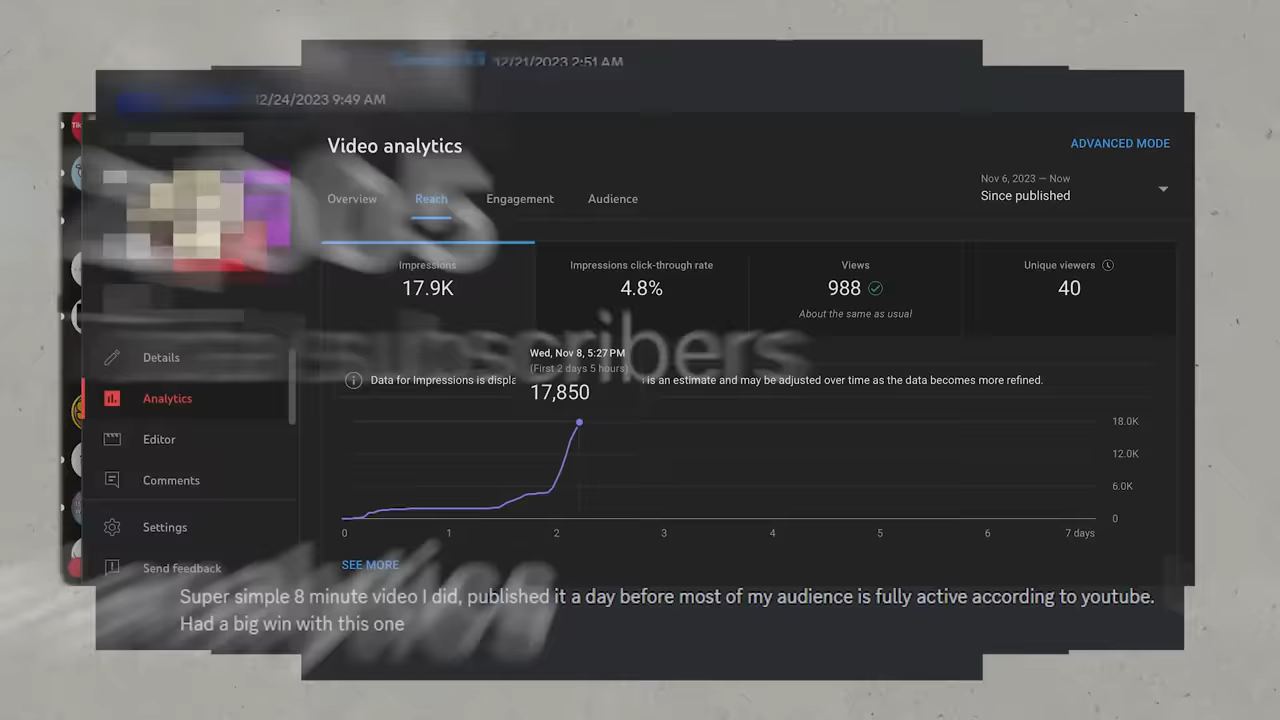 12/21/2023 2:51 AM
12/24/2023 9:49 AM
Video analytics
ADVANCED MODE
Nov 6, 2023 — Now
Since published
Overview
Reach
Engagement
Audience
Impressions
17.9K
Impressions click-through rate
4.8%
Views
988
About the same as usual
Unique viewers
40
subscribers
Wed, Nov 8, 5:27 PM
(First 2 days 5 hours)
17,850
Data for Impressions is displa
is an estimate and may be adjusted over time as the data becomes more refined.
Details
Analytics
Editor
Comments
Settings
Send feedback
18.0K
12.0K
6.0K
0
0
1
2
3
4
5
6
7 days
SEE MORE
Super simple 8 minute video I did, published it a day before most of my audience is fully active according to youtube.
Had a big win with this one